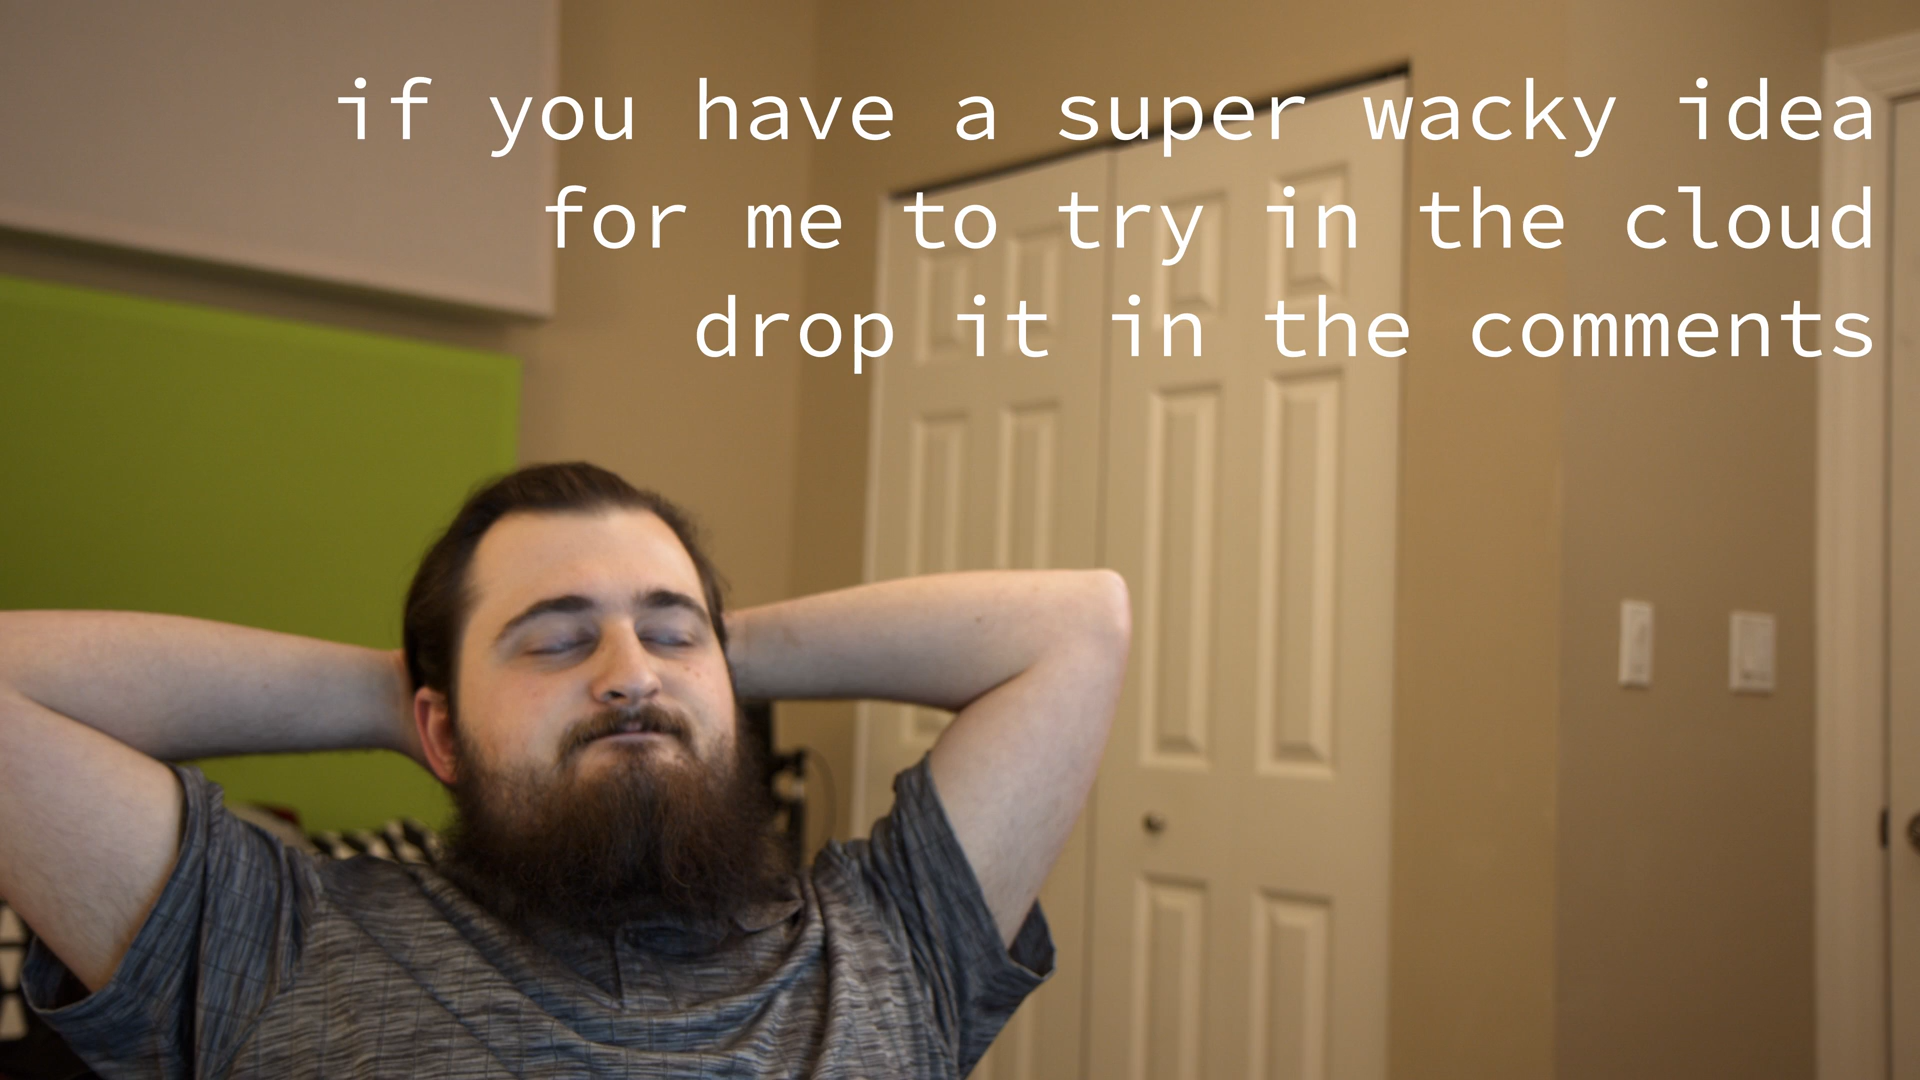 if you have a super wacky idea
for me to try in the cloud
drop it in the comments